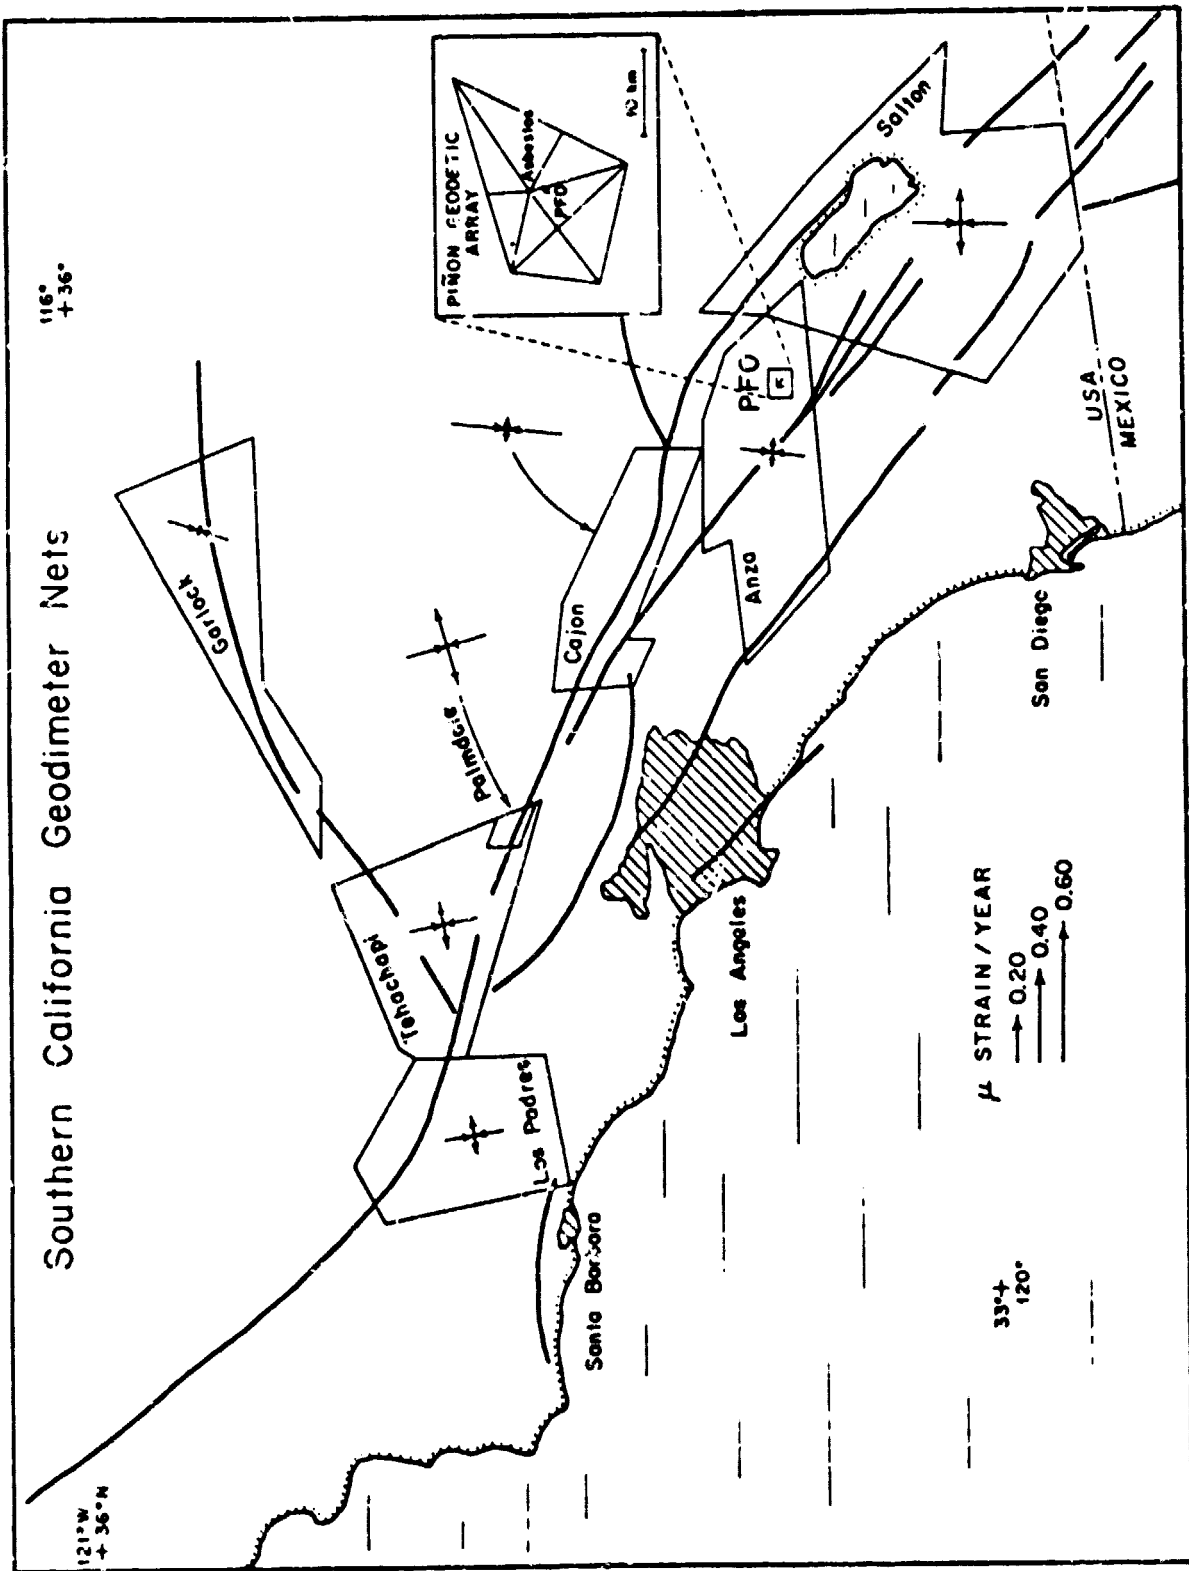 Southern California Geodimeter Nets
121°W
+ 36°N
116°
+ 36°
Garlock
Tehachapi
Palmdale
Los Padres
Cajon
Anza
PFO
Salton
PIÑON GEODETIC
ARRAY
Asbestos
PFO
10 km
Santa Barbara
Los Angeles
San Diego
USA
MEXICO
33°+
120°
μ STRAIN / YEAR
0.20
0.40
0.60